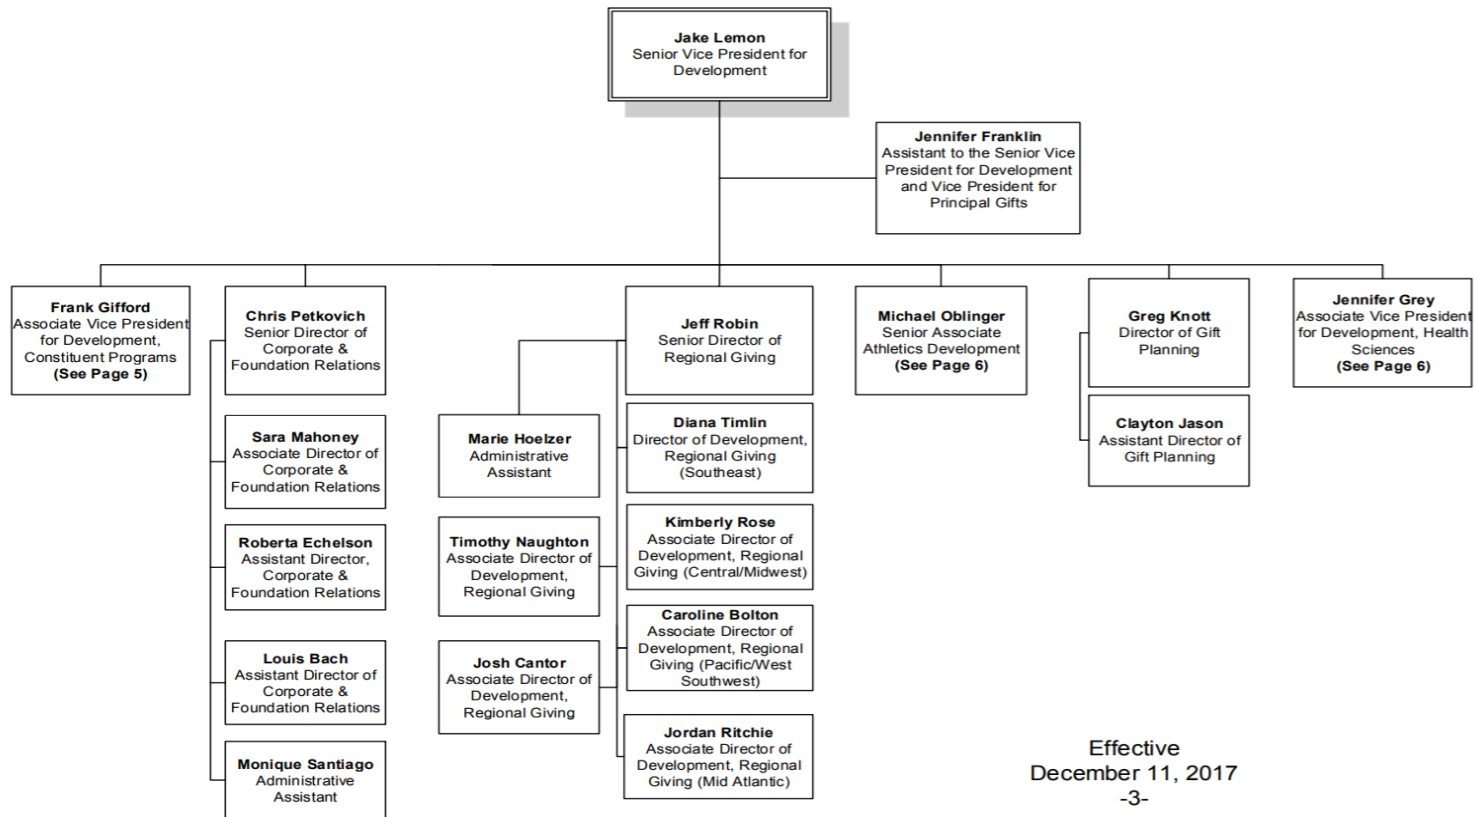 Jake Lemon
Senior Vice President for
Development
Jennifer Franklin
Assistant to the Senior Vice
President for Development
and Vice President for
Principal Gifts
Frank Gifford
Associate Vice President
for Development,
Constituent Programs
(See Page 5)
Chris Petkovich
Senior Director of
Corporate &
Foundation Relations
Jeff Robin
Senior Director of
Regional Giving
Michael Oblinger
Senior Associate
Athletics Development
(See Page 6)
Greg Knott
Director of Gift
Planning
Jennifer Grey
Associate Vice President
for Development, Health
Sciences
(See Page 6)
Sara Mahoney
Associate Director of
Corporate &
Foundation Relations
Roberta Echelson
Assistant Director,
Corporate &
Foundation Relations
Louis Bach
Assistant Director of
Corporate &
Foundation Relations
Monique Santiago
Administrative
Assistant
Marie Hoelzer
Administrative
Assistant
Timothy Naughton
Associate Director of
Development,
Regional Giving
Josh Cantor
Associate Director of
Development,
Regional Giving
Diana Timlin
Director of Development,
Regional Giving
(Southeast)
Kimberly Rose
Associate Director of
Development, Regional
Giving (Central/Midwest)
Caroline Bolton
Associate Director of
Development, Regional
Giving (Pacific/West
Southwest)
Jordan Ritchie
Associate Director of
Development, Regional
Giving (Mid Atlantic)
Clayton Jason
Assistant Director of
Gift Planning
Effective
December 11, 2017
-3-